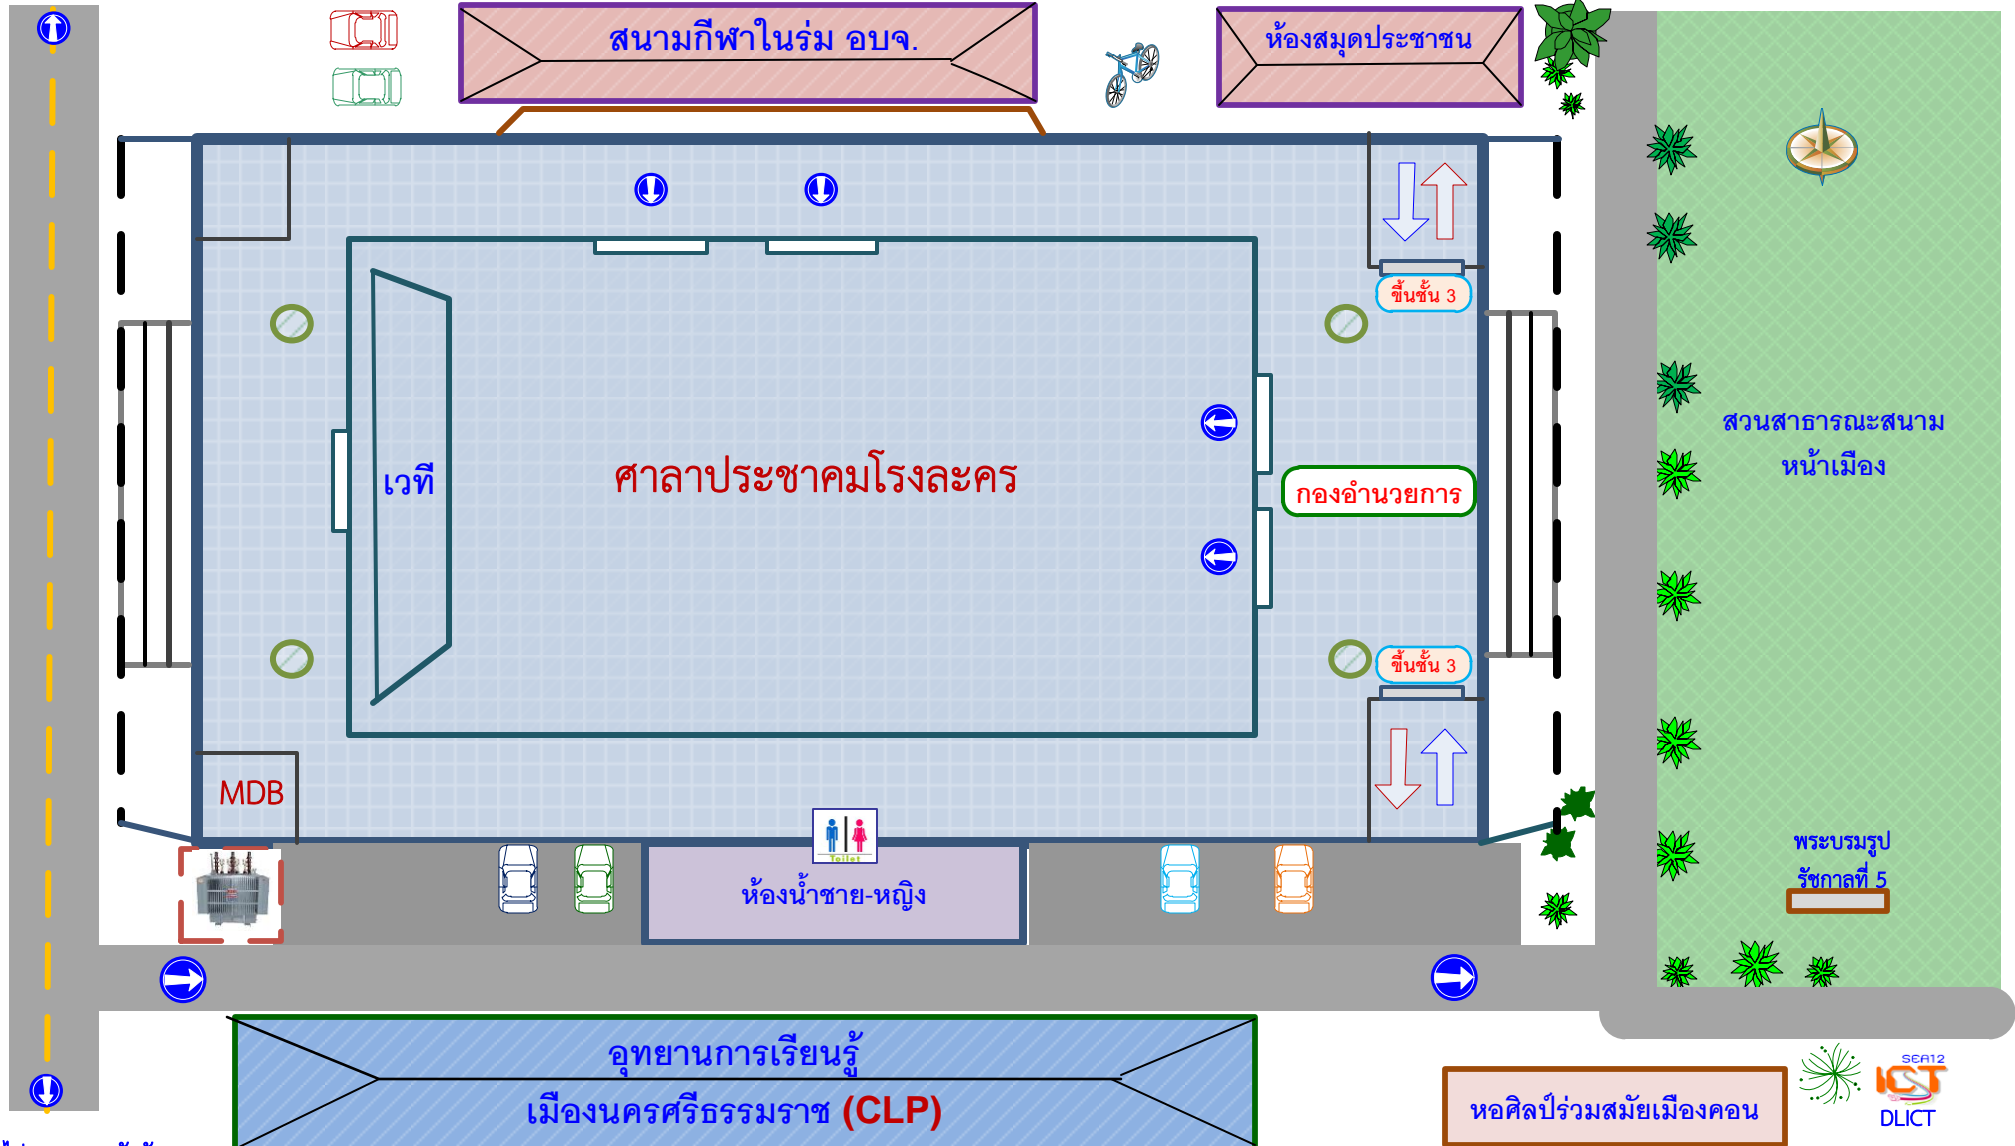 สนามกีฬาในร่ม อบจ.
ห้องสมุดประชาชน
ขึ้นชั้น 3
สวนสาธารณะสนาม
หน้าเมือง
เวที
ศาลาประชาคมโรงละคร
กองอำนวยการ
ขึ้นชั้น 3
MDB
Toilet
ห้องน้ำชาย-หญิง
พระบรมรูป
รัชกาลที่ 5
อุทยานการเรียนรู้
เมืองนครศรีธรรมราช (CLP)
หอศิลป์ร่วมสมัยเมืองคอน
SEA12
ICT
DLICT